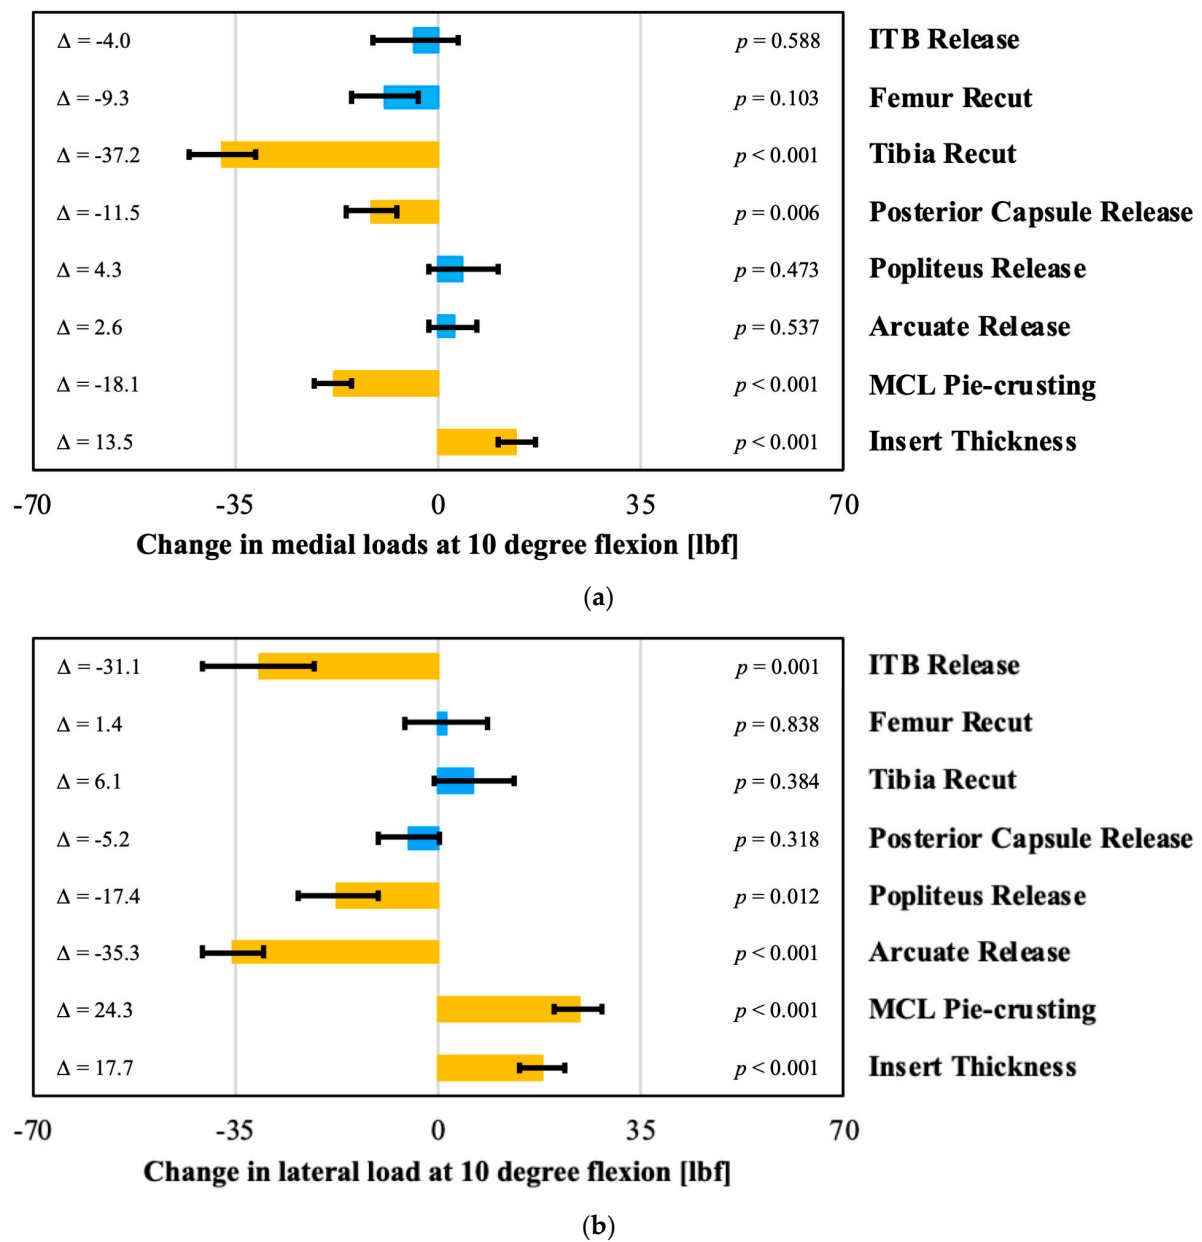 Δ = -4.0 p = 0.588 ITB Release
Δ = -9.3 p = 0.103 Femur Recut
Δ = -37.2 p < 0.001 Tibia Recut
Δ = -11.5 p = 0.006 Posterior Capsule Release
Δ = 4.3 p = 0.473 Popliteus Release
Δ = 2.6 p = 0.537 Arcuate Release
Δ = -18.1 p < 0.001 MCL Pie-crusting
Δ = 13.5 p < 0.001 Insert Thickness
-70 -35 0 35 70
Change in medial loads at 10 degree flexion [lbf]
(a)
Δ = -31.1 p = 0.001 ITB Release
Δ = 1.4 p = 0.838 Femur Recut
Δ = 6.1 p = 0.384 Tibia Recut
Δ = -5.2 p = 0.318 Posterior Capsule Release
Δ = -17.4 p = 0.012 Popliteus Release
Δ = -35.3 p < 0.001 Arcuate Release
Δ = 24.3 p < 0.001 MCL Pie-crusting
Δ = 17.7 p < 0.001 Insert Thickness
-70 -35 0 35 70
Change in lateral load at 10 degree flexion [lbf]
(b)